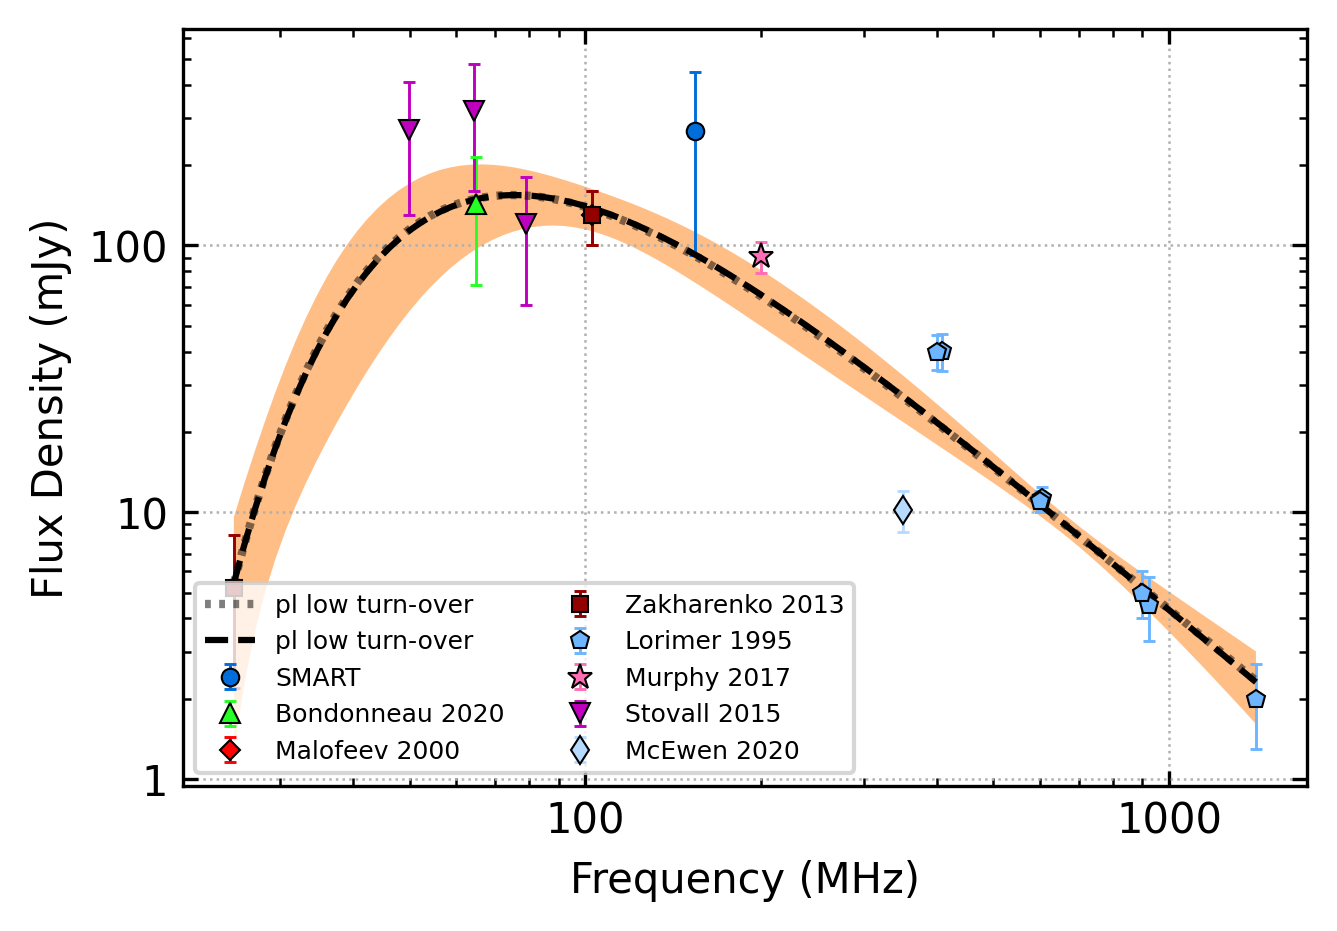 Flux Density (mJy)
100
10
1
pl low turn-over
pl low turn-over
SMART
Bondonneau 2020
Malofeev 2000
Zakharenko 2013
Lorimer 1995
Murphy 2017
Stovall 2015
McEwen 2020
100
1000
Frequency (MHz)